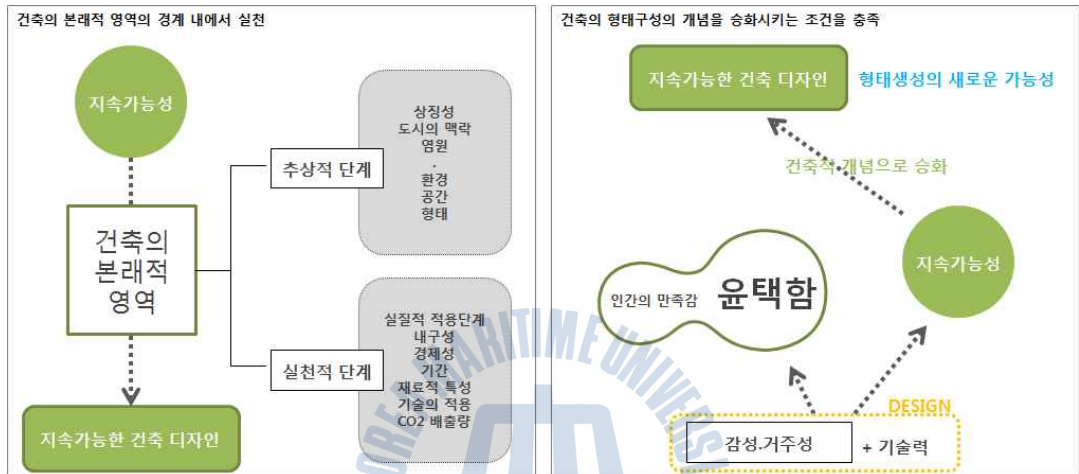 건축의 본래적 영역의 경계 내에서 실천
지속가능성
추상적 단계
상징성
도시의 맥락
염원
.
환경
공간
형태
건축의
본래적
영역
실천적 단계
실질적 적용단계
내구성
경제성
기간
재료적 특성
기술의 적용
CO2 배출량
지속가능한 건축 디자인
건축의 형태구성의 개념을 승화시키는 조건을 충족
지속가능한 건축 디자인
형태생성의 새로운 가능성
건축적 개념으로 승화
지속가능성
인간의 만족감
윤택함
DESIGN
감성.거주성
+ 기술력